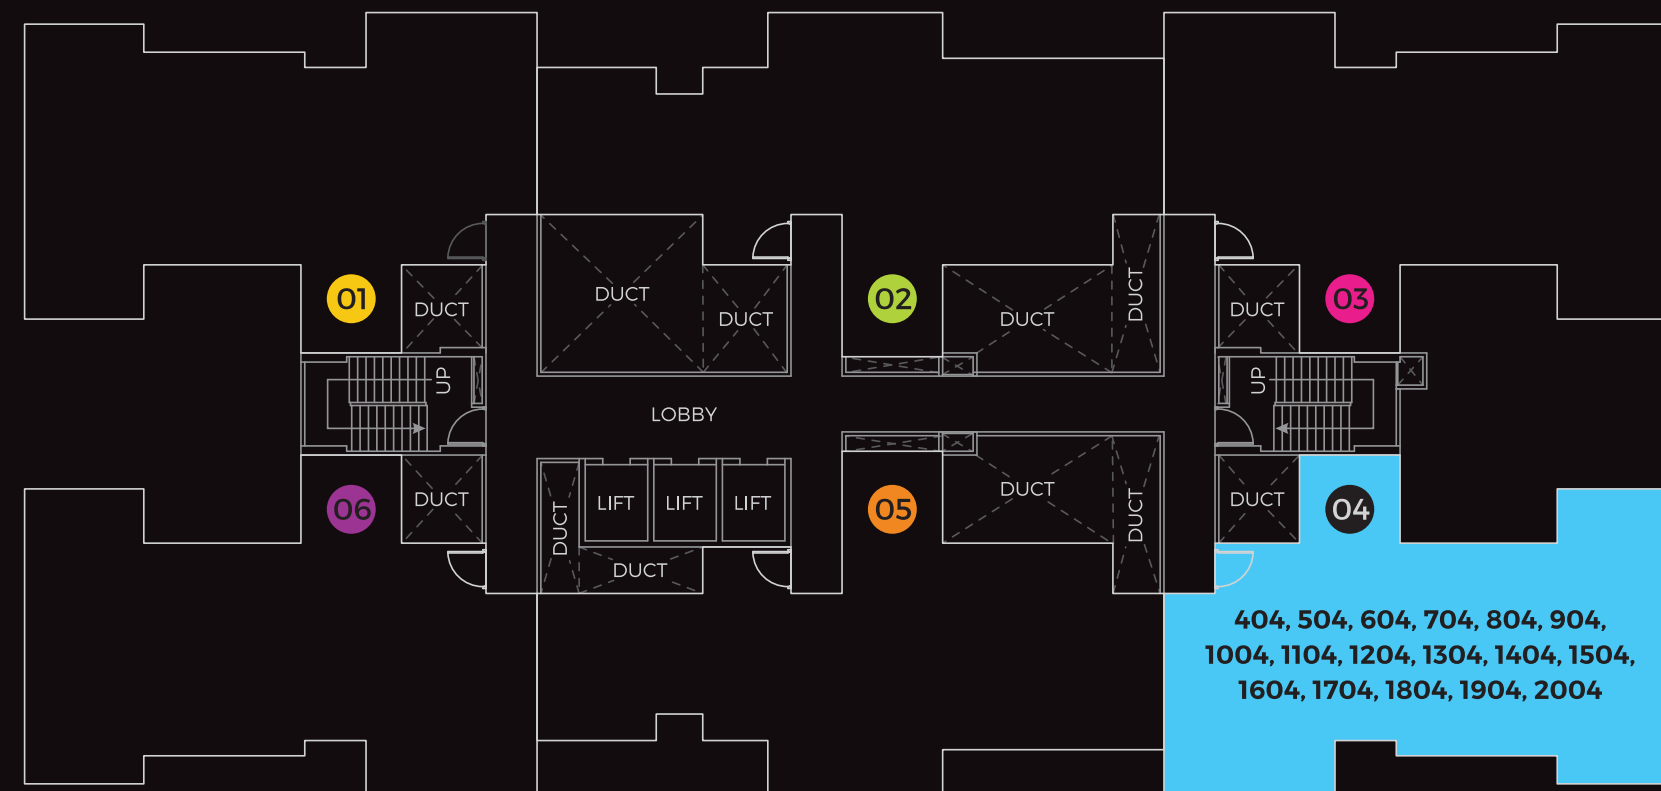 01
02
03
DUCT
DUCT
DUCT
DUCT
DUCT
DUCT
UP
UP
LOBBY
06
05
04
DUCT
LIFT
LIFT
LIFT
DUCT
DUCT
DUCT
DUCT
DUCT
404, 504, 604, 704, 804, 904,
1004, 1104, 1204, 1304, 1404, 1504,
1604, 1704, 1804, 1904, 2004